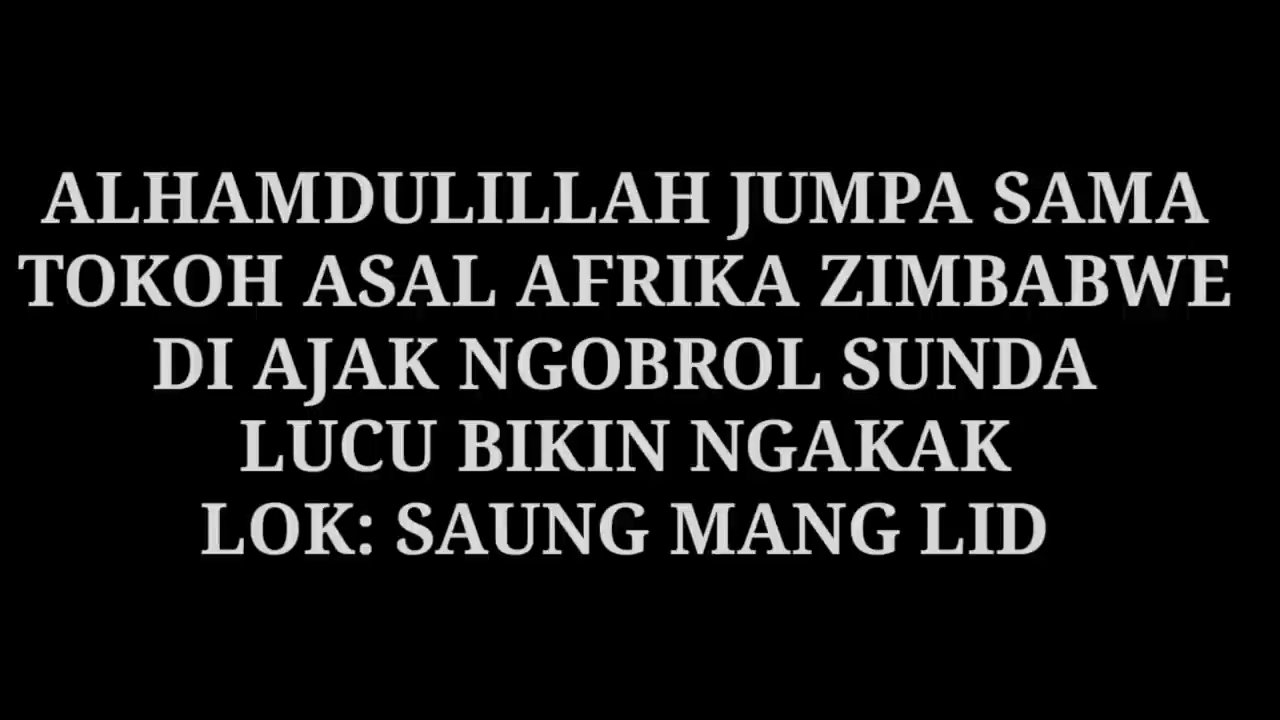 ALHAMDULILLAH JUMPA SAMA
TOKOH ASAL AFRIKA ZIMBABWE
DI AJAK NGOBROL SUNDA
LUCU BIKIN NGAKAK
LOK: SAUNG MANG LID